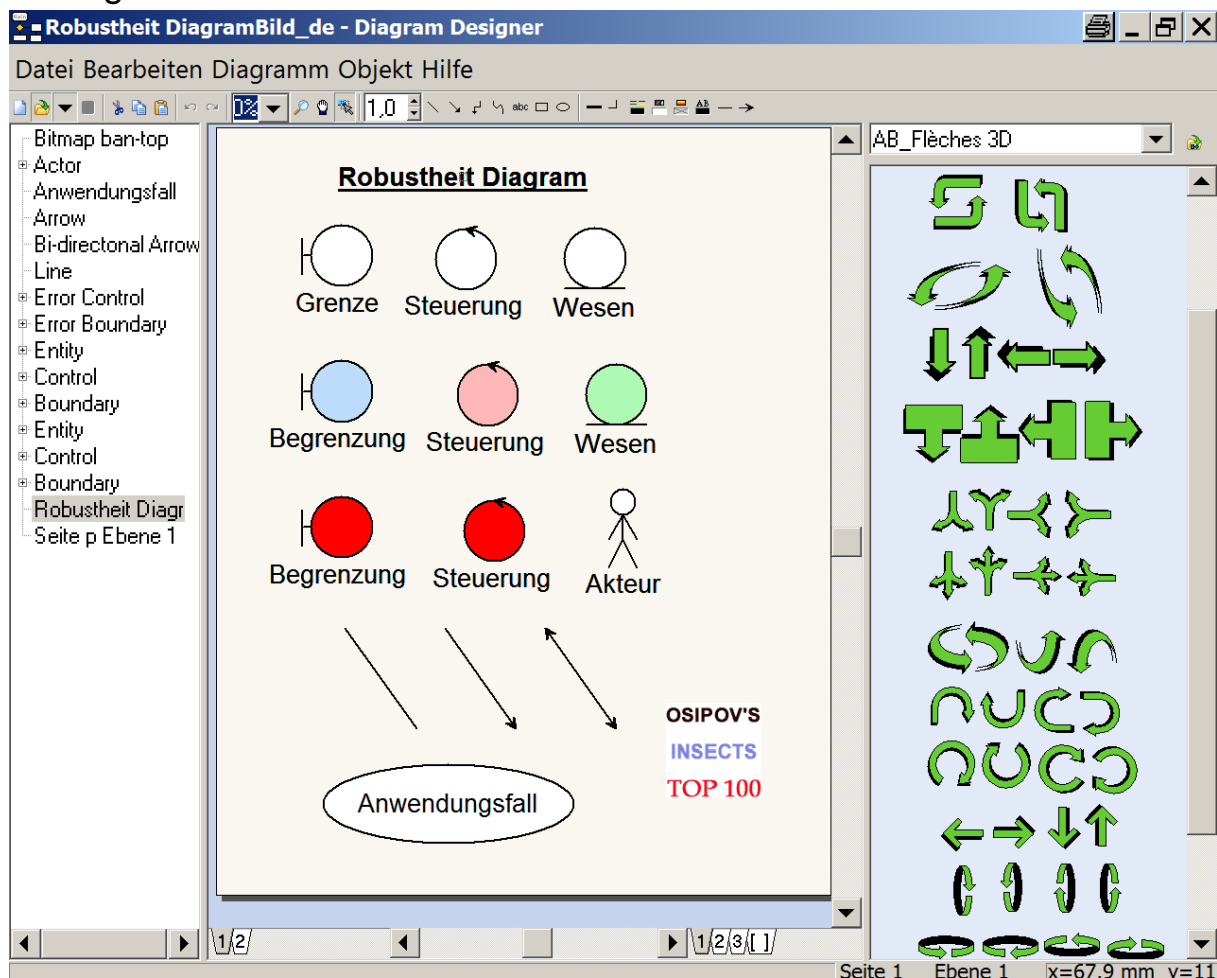 Robustheit DiagramBild_de - Diagram Designer
Datei Bearbeiten Diagramm Objekt Hilfe
0%
1,0
abc
AB
Bitmap ban-top
Actor
Anwendungsfall
Arrow
Bi-directonal Arrow
Line
Error Control
Error Boundary
Entity
Control
Boundary
Entity
Control
Boundary
Robustheit Diagr
Seite p Ebene 1
Robustheit Diagram
Grenze
Steuerung
Wesen
Begrenzung
Steuerung
Wesen
Begrenzung
Steuerung
Akteur
OSIPOV'S
INSECTS
TOP 100
Anwendungsfall
AB_Flèches 3D
1/2/
1/2/3/[ ]/
Seite 1 Ebene 1 x=67,9 mm y=11